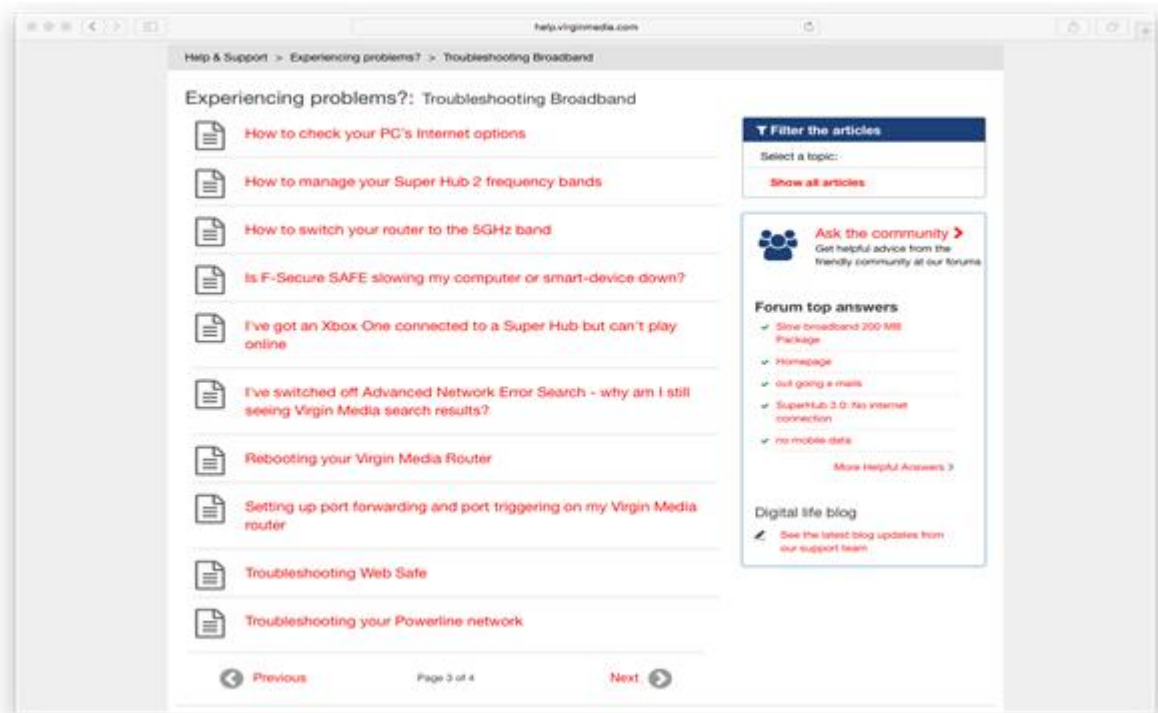 help.virginmedia.com
Help & Support > Experiencing problems? > Troubleshooting Broadband
Experiencing problems?: Troubleshooting Broadband
How to check your PC's Internet options
How to manage your Super Hub 2 frequency bands
How to switch your router to the 5GHz band
Is F-Secure SAFE slowing my computer or smart-device down?
I've got an Xbox One connected to a Super Hub but can't play
online
I've switched off Advanced Network Error Search - why am I still
seeing Virgin Media search results?
Rebooting your Virgin Media Router
Setting up port forwarding and port triggering on my Virgin Media
router
Troubleshooting Web Safe
Troubleshooting your Powerline network
Previous
Page 3 of 4
Next
Filter the articles
Select a topic:
Show all articles
Ask the community >
Get helpful advice from the
friendly community at our forums
Forum top answers
Slow broadband 200 MB
Package
Homepage
out going e mails
SuperHub 3.0: No internet
connection
no mobile data
More Helpful Answers >
Digital life blog
See the latest blog updates from
our support team